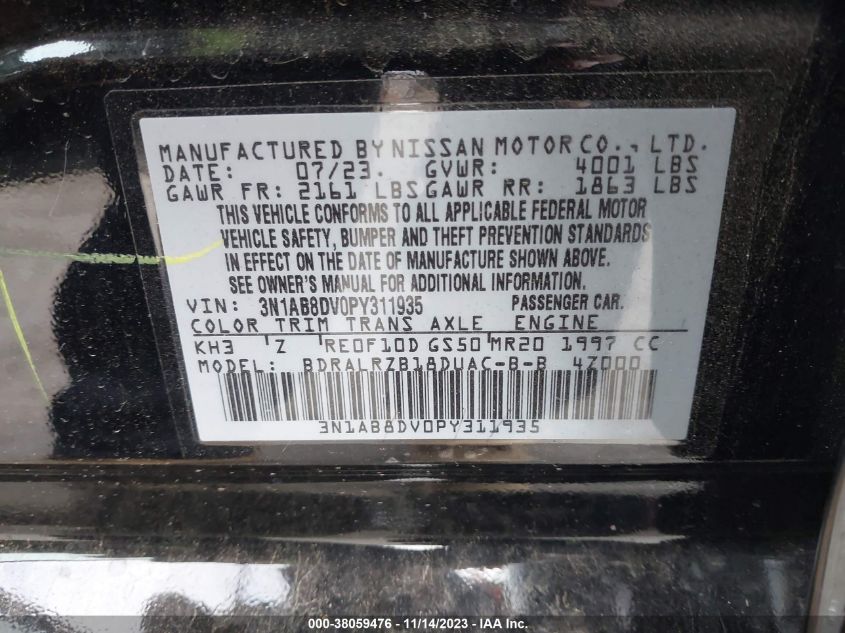 MANUFACTURED BY NISSAN MOTOR CO., LTD.
DATE: 07/23. GVWR: 4001 LBS
GAWR FR: 2161 LBS GAWR RR: 1863 LBS
THIS VEHICLE CONFORMS TO ALL APPLICABLE FEDERAL MOTOR
VEHICLE SAFETY, BUMPER AND THEFT PREVENTION STANDARDS
IN EFFECT ON THE DATE OF MANUFACTURE SHOWN ABOVE.
SEE OWNER'S MANUAL FOR ADDITIONAL INFORMATION.
VIN: 3N1AB8DV0PY311935 PASSENGER CAR.
COLOR TRIM TRANS AXLE ENGINE
KH3 Z RE0F10D GS50 MR20 1997 CC
MODEL: BDRALRZB18DUAC-B-B 4Z000
3N1AB8DV0PY311935
000-38059476 - 11/14/2023 - IAA Inc.